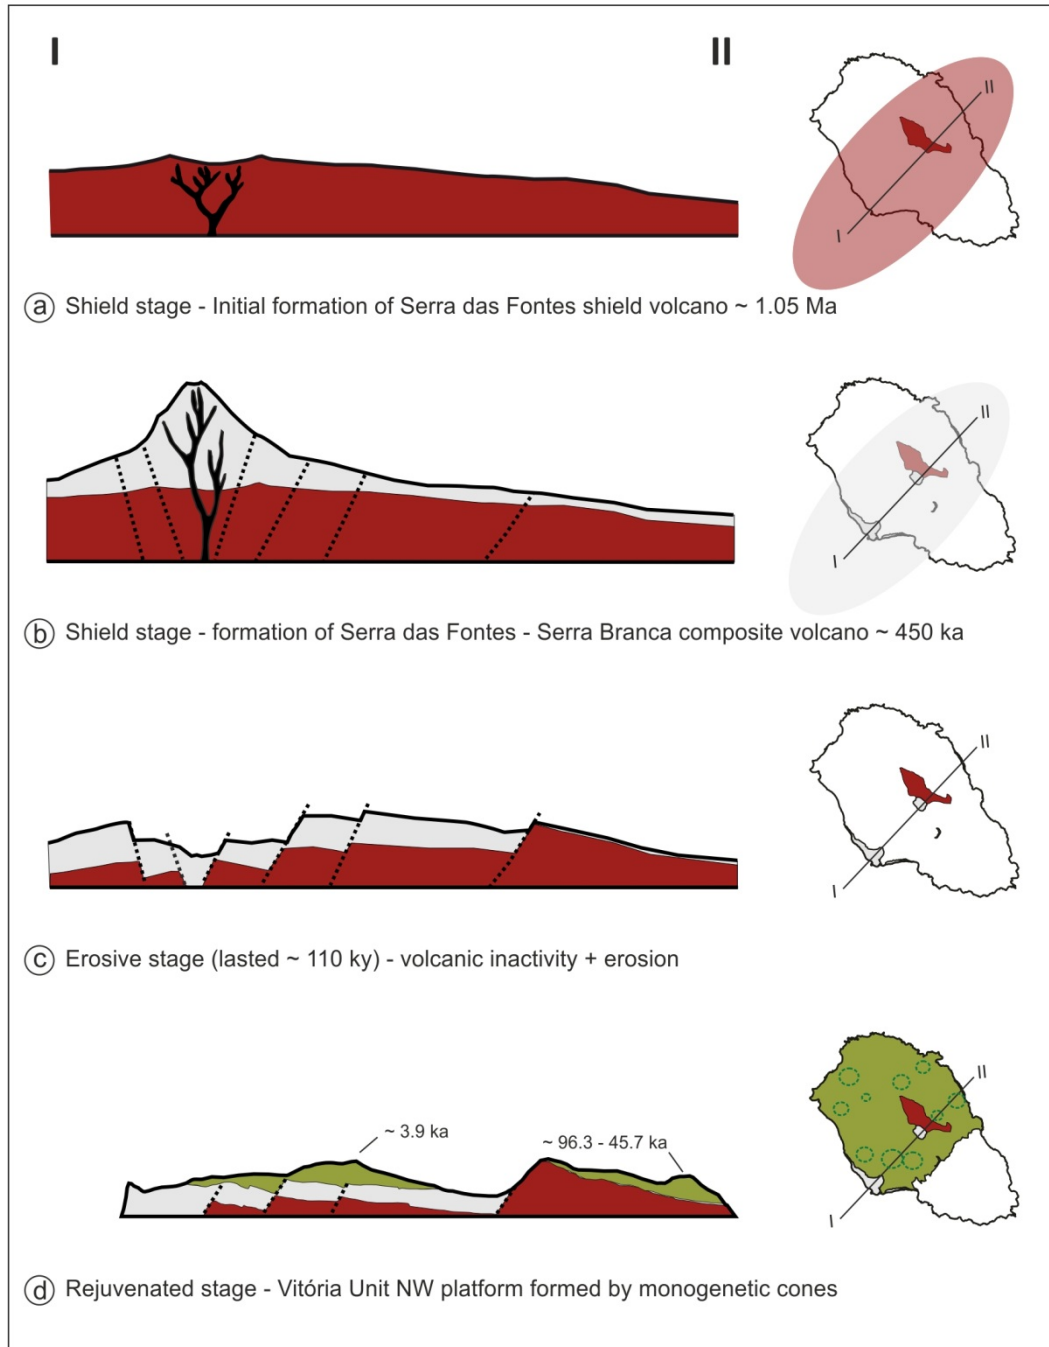 I
II
II
I
a Shield stage - Initial formation of Serra das Fontes shield volcano ~ 1.05 Ma
II
I
b Shield stage - formation of Serra das Fontes - Serra Branca composite volcano ~ 450 ka
II
I
c Erosive stage (lasted ~ 110 ky) - volcanic inactivity + erosion
~ 3.9 ka
~ 96.3 - 45.7 ka
II
I
d Rejuvenated stage - Vitória Unit NW platform formed by monogenetic cones